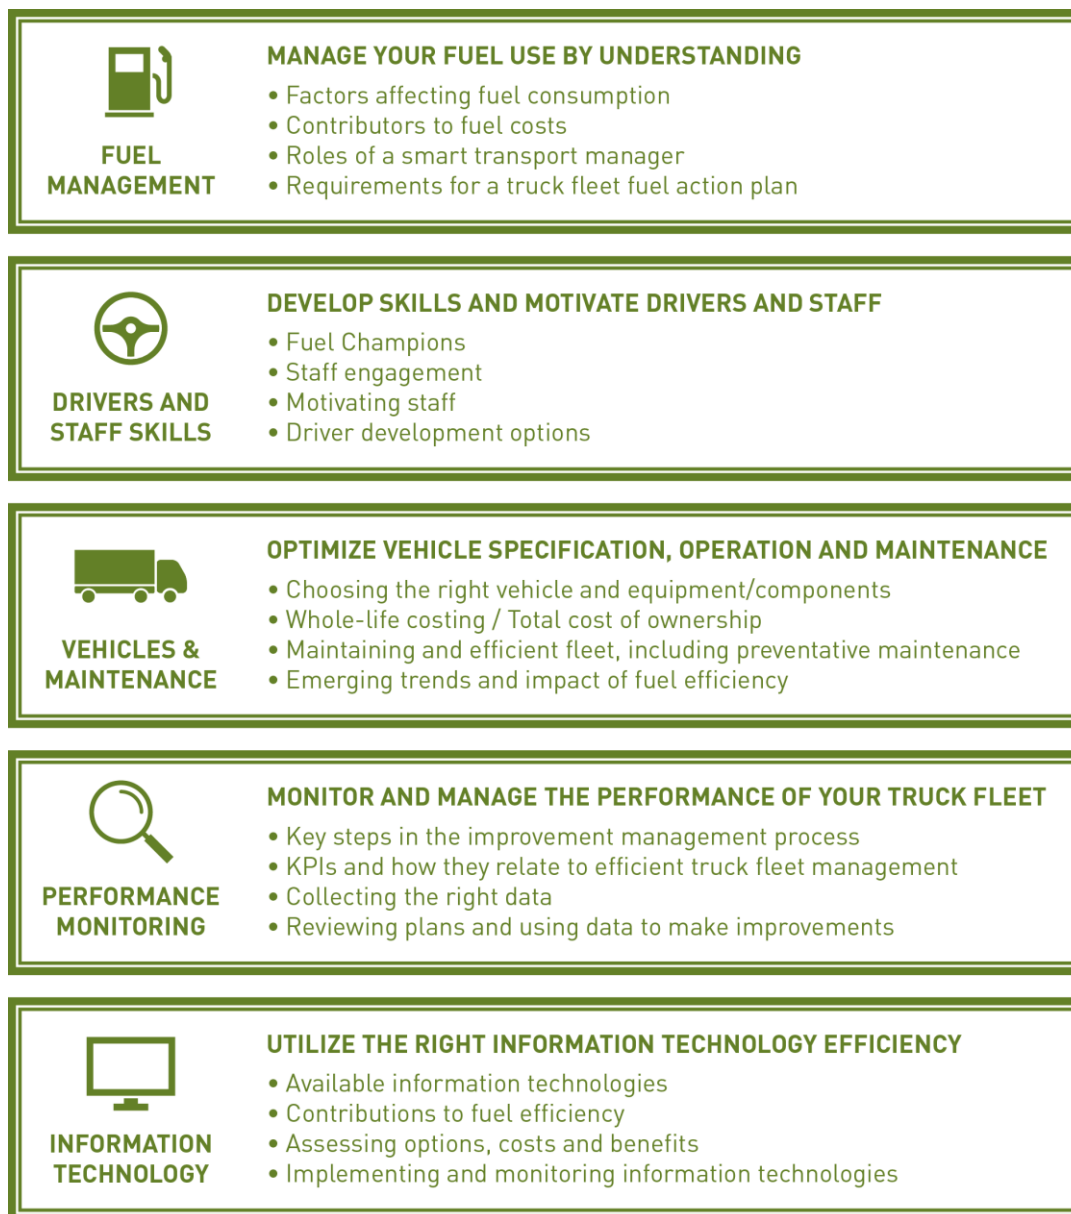 FUEL
MANAGEMENT
MANAGE YOUR FUEL USE BY UNDERSTANDING
• Factors affecting fuel consumption
• Contributors to fuel costs
• Roles of a smart transport manager
• Requirements for a truck fleet fuel action plan
DRIVERS AND
STAFF SKILLS
DEVELOP SKILLS AND MOTIVATE DRIVERS AND STAFF
• Fuel Champions
• Staff engagement
• Motivating staff
• Driver development options
VEHICLES &
MAINTENANCE
OPTIMIZE VEHICLE SPECIFICATION, OPERATION AND MAINTENANCE
• Choosing the right vehicle and equipment/components
• Whole-life costing / Total cost of ownership
• Maintaining and efficient fleet, including preventative maintenance
• Emerging trends and impact of fuel efficiency
PERFORMANCE
MONITORING
MONITOR AND MANAGE THE PERFORMANCE OF YOUR TRUCK FLEET
• Key steps in the improvement management process
• KPIs and how they relate to efficient truck fleet management
• Collecting the right data
• Reviewing plans and using data to make improvements
INFORMATION
TECHNOLOGY
UTILIZE THE RIGHT INFORMATION TECHNOLOGY EFFICIENCY
• Available information technologies
• Contributions to fuel efficiency
• Assessing options, costs and benefits
• Implementing and monitoring information technologies